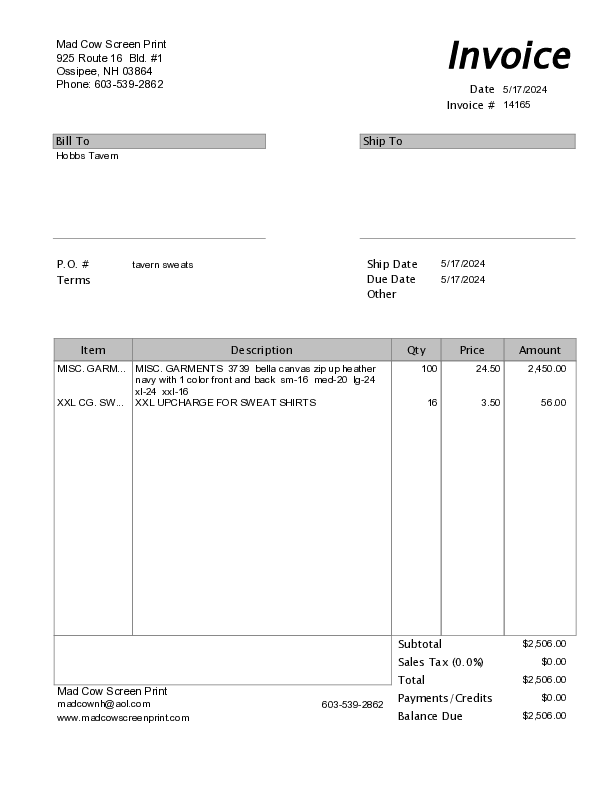 Mad Cow Screen Print
925 Route 16 Bld. #1
Ossipee, NH 03864
Phone: 603-539-2862
Invoice
Date 5/17/2024
Invoice # 14165
Bill To
Hobbs Tavern
Ship To
P.O. # tavern sweats
Terms
Ship Date 5/17/2024
Due Date 5/17/2024
Other
Item Description Qty Price Amount
MISC. GARM... MISC. GARMENTS 3739 bella canvas zip up heather 100 24.50 2,450.00
navy with 1 color front and back sm-16 med-20 lg-24
xl-24 xxl-16
XXL CG. SW... XXL UPCHARGE FOR SWEAT SHIRTS 16 3.50 56.00
Subtotal $2,506.00
Sales Tax (0.0%) $0.00
Total $2,506.00
Payments/Credits $0.00
Balance Due $2,506.00
Mad Cow Screen Print
madcownh@aol.com 603-539-2862
www.madcowscreenprint.com